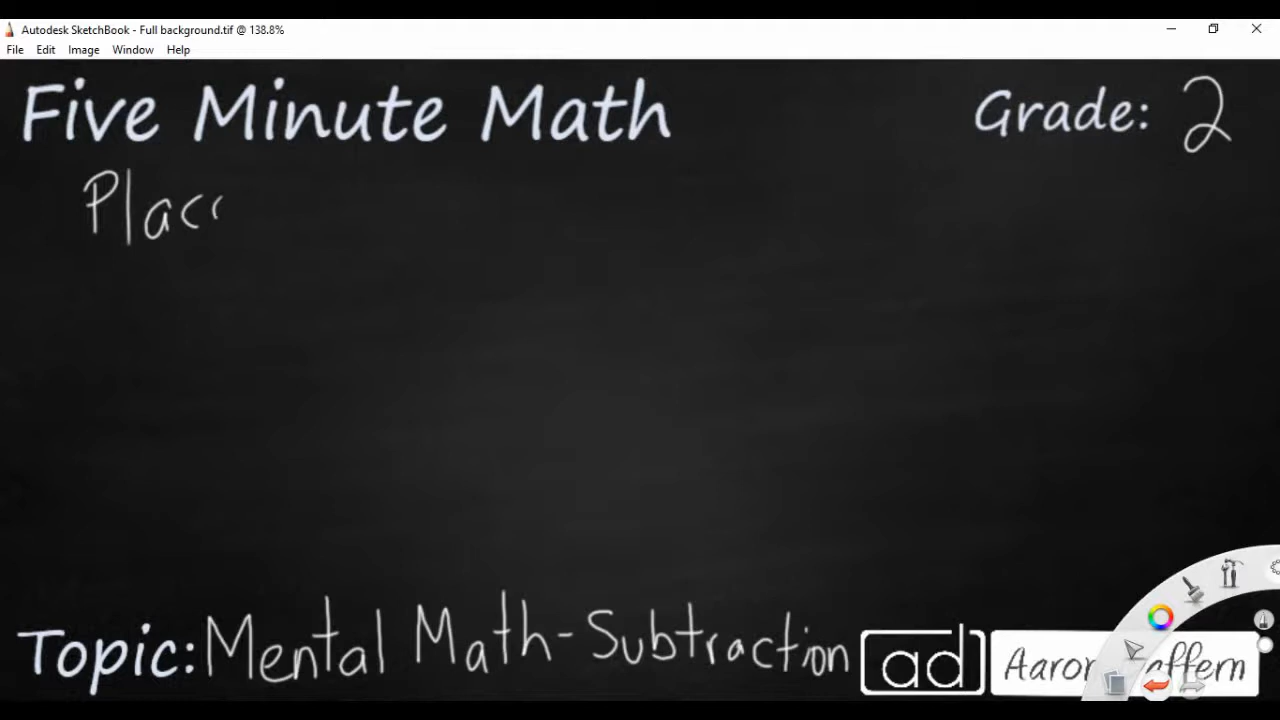 Autodesk SketchBook - Full background.tif @ 138.8%
File Edit Image Window Help
Five Minute Math
Grade: 2
Topic: Mental Math-Subtraction
ad